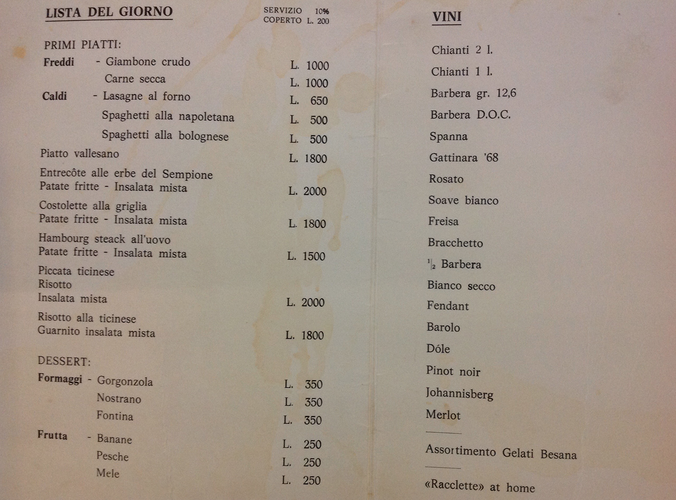 LISTA DEL GIORNO
SERVIZIO 10%
COPERTO L. 200
PRIMI PIATTI:
Freddi - Giambone crudo L. 1000
Carne secca L. 1000
Caldi - Lasagne al forno L. 650
Spaghetti alla napoletana L. 500
Spaghetti alla bolognese L. 500
Piatto vallesano L. 1800
Entrecôte alle erbe del Sempione
Patate fritte - Insalata mista L. 2000
Costolette alla griglia
Patate fritte - Insalata mista L. 1800
Hambourg steack all'uovo
Patate fritte - Insalata mista L. 1500
Piccata ticinese
Risotto
Insalata mista L. 2000
Risotto alla ticinese
Guarnito insalata mista L. 1800
DESSERT:
Formaggi - Gorgonzola L. 350
Nostrano L. 350
Fontina L. 350
Frutta - Banane L. 250
Pesche L. 250
Mele L. 250
VINI
Chianti 2 l.
Chianti 1 l.
Barbera gr. 12,6
Barbera D.O.C.
Spanna
Gattinara '68
Rosato
Soave bianco
Freisa
Bracchetto
½ Barbera
Bianco secco
Fendant
Barolo
Dóle
Pinot noir
Johannisberg
Merlot
Assortimento Gelati Besana
«Racclette» at home